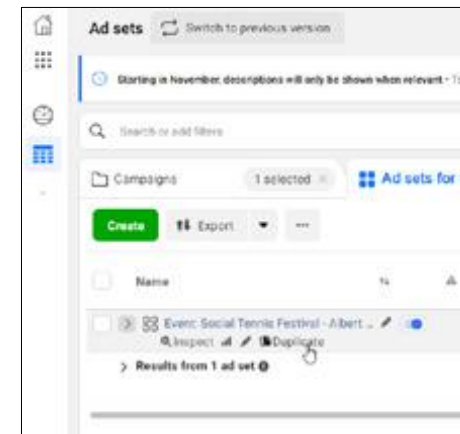 Ad sets Switch to previous version
Starting in November, descriptions will only be shown when relevant
Search or add filters
Campaigns 1 selected × Ad sets for
Create Export
Name
Event: Social Tennis Festival - Albert ...
Inspect Duplicate
Results from 1 ad set